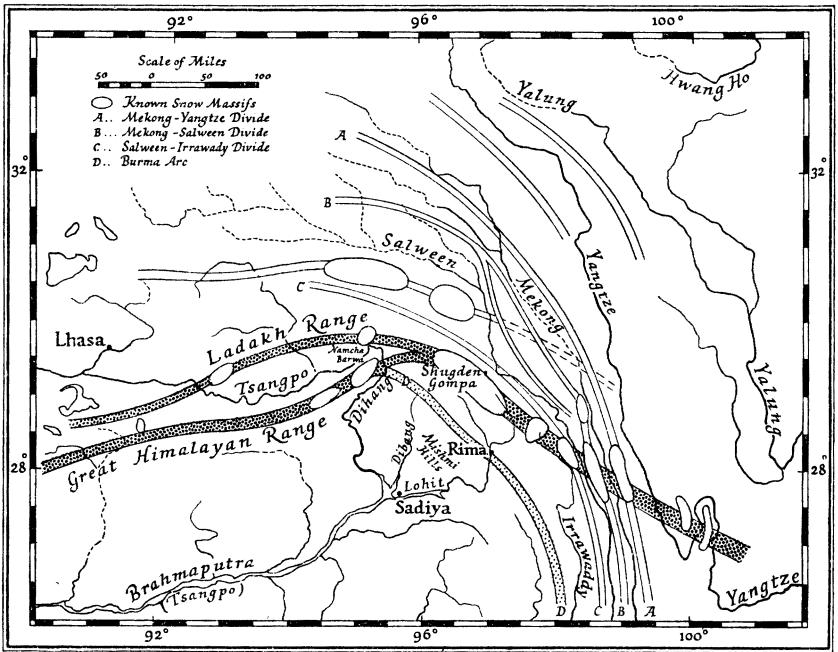 92°
96°
100°
Scale of Miles
50 0 50 100
Known Snow Massifs
A .. Mekong-Yangtze Divide
B ... Mekong-Salween Divide
C .. Salween-Irrawady Divide
D .. Burma Arc
Yalung
Hwang Ho
A
32°
32°
B
Salween
Yangtze
Mekong
C
Lhasa
Ladakh Range
Namcha
Barwa
Tsangpo
Shugden
Gompa
Yalung
D
Dihang
Great Himalayan Range
Dibang
Mishmi
Hills
Rima
28°
28°
Lohit
Sadiya
Irrawaddy
Brahmaputra
(Tsangpo)
Yangtze
D C B A
92°
96°
100°